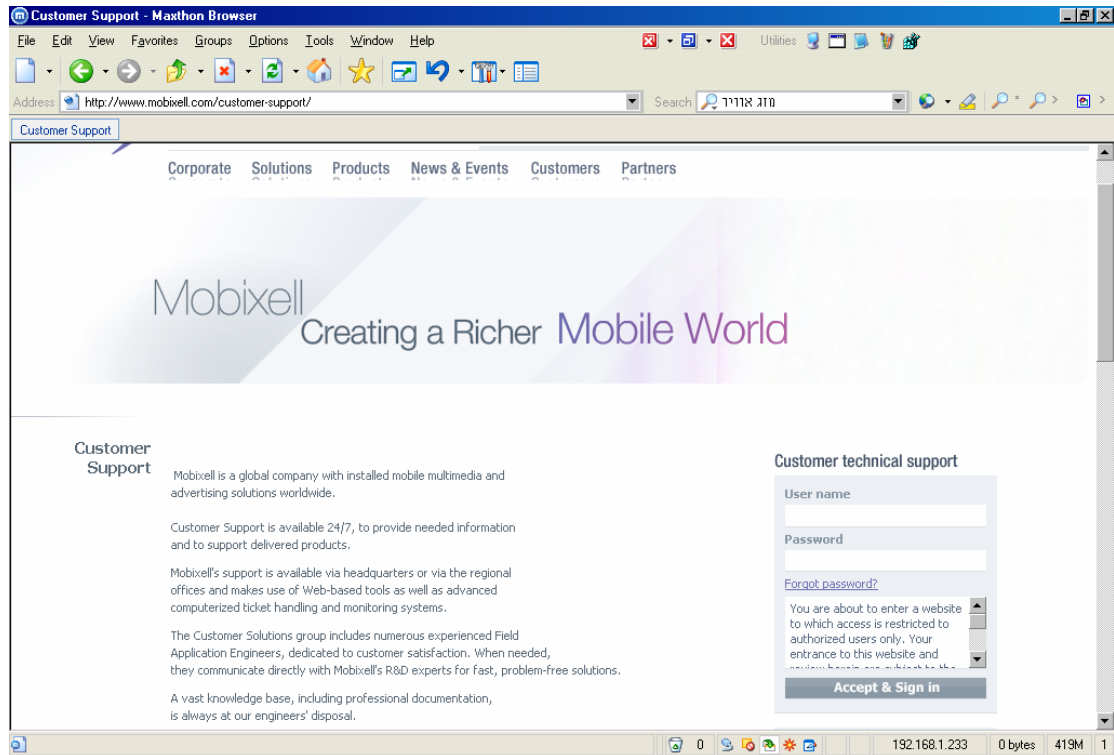 Customer Support - Maxthon Browser
File Edit View Favorites Groups Options Tools Window Help Utilities
Address http://www.mobixell.com/customer-support/ Search מזג אוויר
Customer Support
Corporate Solutions Products News & Events Customers Partners
Mobixell
Creating a Richer Mobile World
Customer
Support
Mobixell is a global company with installed mobile multimedia and
advertising solutions worldwide.
Customer Support is available 24/7, to provide needed information
and to support delivered products.
Mobixell's support is available via headquarters or via the regional
offices and makes use of Web-based tools as well as advanced
computerized ticket handling and monitoring systems.
The Customer Solutions group includes numerous experienced Field
Application Engineers, dedicated to customer satisfaction. When needed,
they communicate directly with Mobixell's R&D experts for fast, problem-free solutions.
A vast knowledge base, including professional documentation,
is always at our engineers' disposal.
Customer technical support
User name
Password
Forgot password?
You are about to enter a website
to which access is restricted to
authorized users only. Your
entrance to this website and
review herein are subject to the
Accept & Sign in
0 192.168.1.233 0 bytes 419M 1